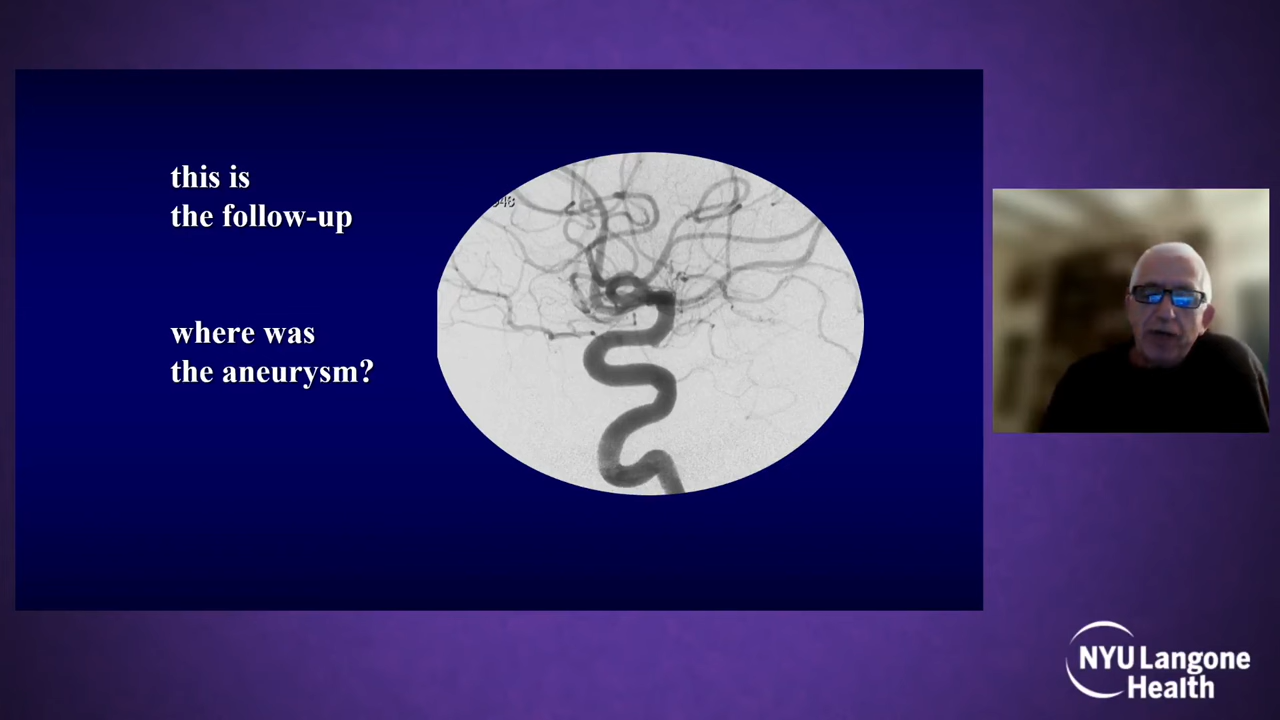 this is
the follow-up
where was
the aneurysm?
NYU Langone
Health